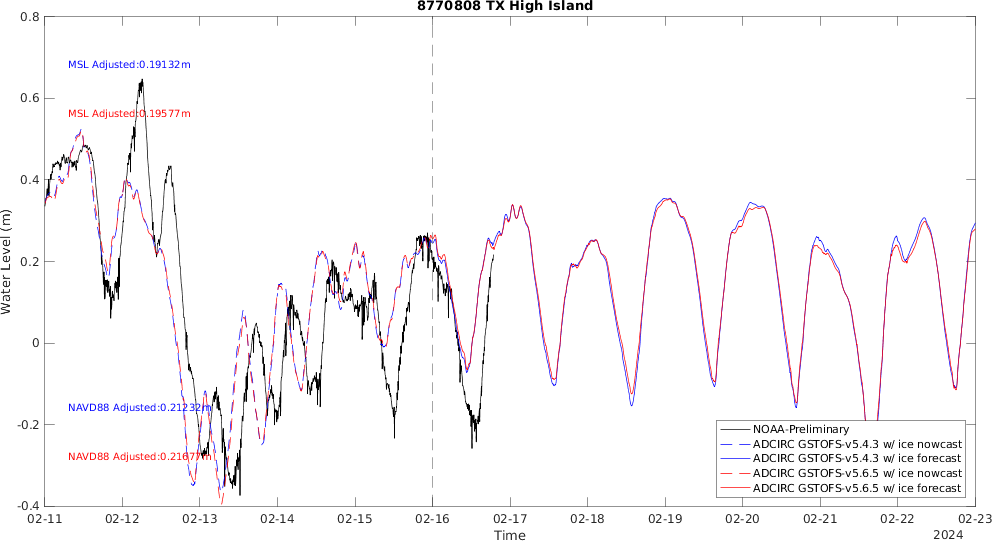 8770808 TX High Island
0.8
0.6
0.4
0.2
0
-0.2
-0.4
Water Level (m)
MSL Adjusted:0.19132m
MSL Adjusted:0.19577m
NAVD88 Adjusted:0.21232m
NAVD88 Adjusted:0.21677m
NOAA-Preliminary
ADCIRC GSTOFS-v5.4.3 w/ ice nowcast
ADCIRC GSTOFS-v5.4.3 w/ ice forecast
ADCIRC GSTOFS-v5.6.5 w/ ice nowcast
ADCIRC GSTOFS-v5.6.5 w/ ice forecast
02-11 02-12 02-13 02-14 02-15 02-16 02-17 02-18 02-19 02-20 02-21 02-22 02-23
Time
2024